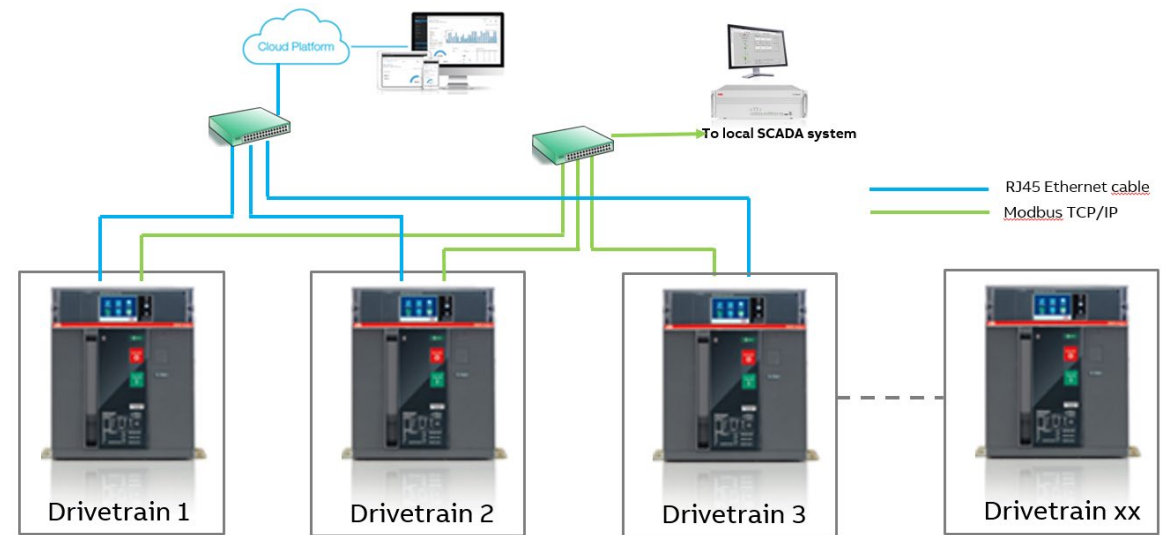 Cloud Platform
To local SCADA system
RJ45 Ethernet cable
Modbus TCP/IP
Drivetrain 1
Drivetrain 2
Drivetrain 3
Drivetrain xx